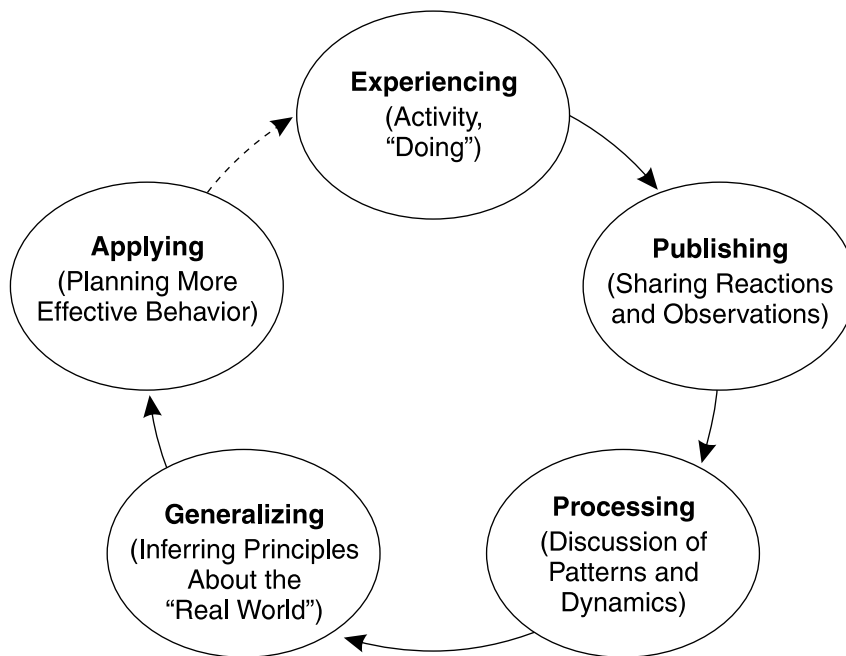 Experiencing
(Activity,
“Doing”)
Publishing
(Sharing Reactions
and Observations)
Processing
(Discussion of
Patterns and
Dynamics)
Generalizing
(Inferring Principles
About the
“Real World”)
Applying
(Planning More
Effective Behavior)